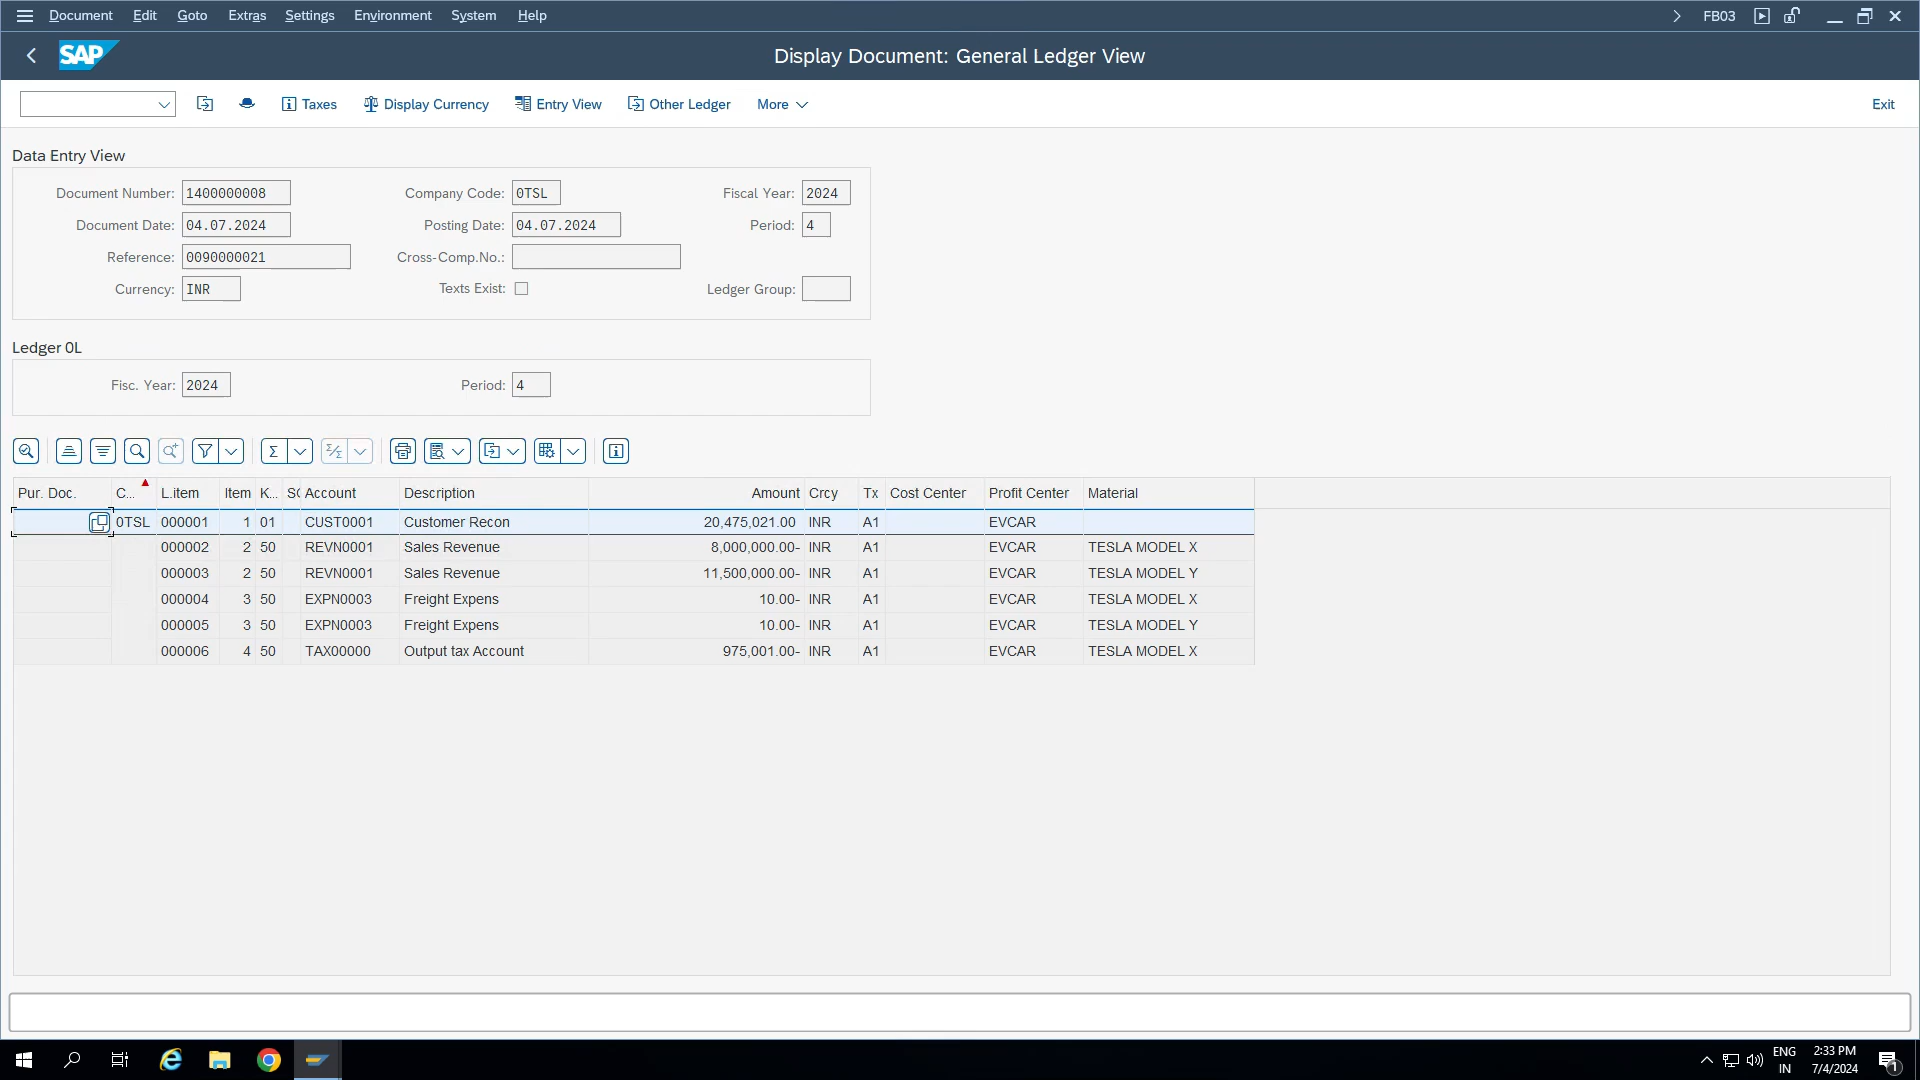 Document Edit Goto Extras Settings Environment System Help FB03
SAP Display Document: General Ledger View
Taxes Display Currency Entry View Other Ledger More Exit
Data Entry View
Document Number: 1400000008 Company Code: 0TSL Fiscal Year: 2024
Document Date: 04.07.2024 Posting Date: 04.07.2024 Period: 4
Reference: 0090000021 Cross-Comp.No.:
Currency: INR Texts Exist: Ledger Group:
Ledger 0L
Fisc. Year: 2024 Period: 4
Pur. Doc. C... L.item Item K... SG Account Description Amount Crcy Tx Cost Center Profit Center Material
0TSL 000001 1 01 CUST0001 Customer Recon 20,475,021.00 INR A1 EVCAR
000002 2 50 REVN0001 Sales Revenue 8,000,000.00- INR A1 EVCAR TESLA MODEL X
000003 2 50 REVN0001 Sales Revenue 11,500,000.00- INR A1 EVCAR TESLA MODEL Y
000004 3 50 EXPN0003 Freight Expens 10.00- INR A1 EVCAR TESLA MODEL X
000005 3 50 EXPN0003 Freight Expens 10.00- INR A1 EVCAR TESLA MODEL Y
000006 4 50 TAX00000 Output tax Account 975,001.00- INR A1 EVCAR TESLA MODEL X
ENG 2:33 PM
IN 7/4/2024 1